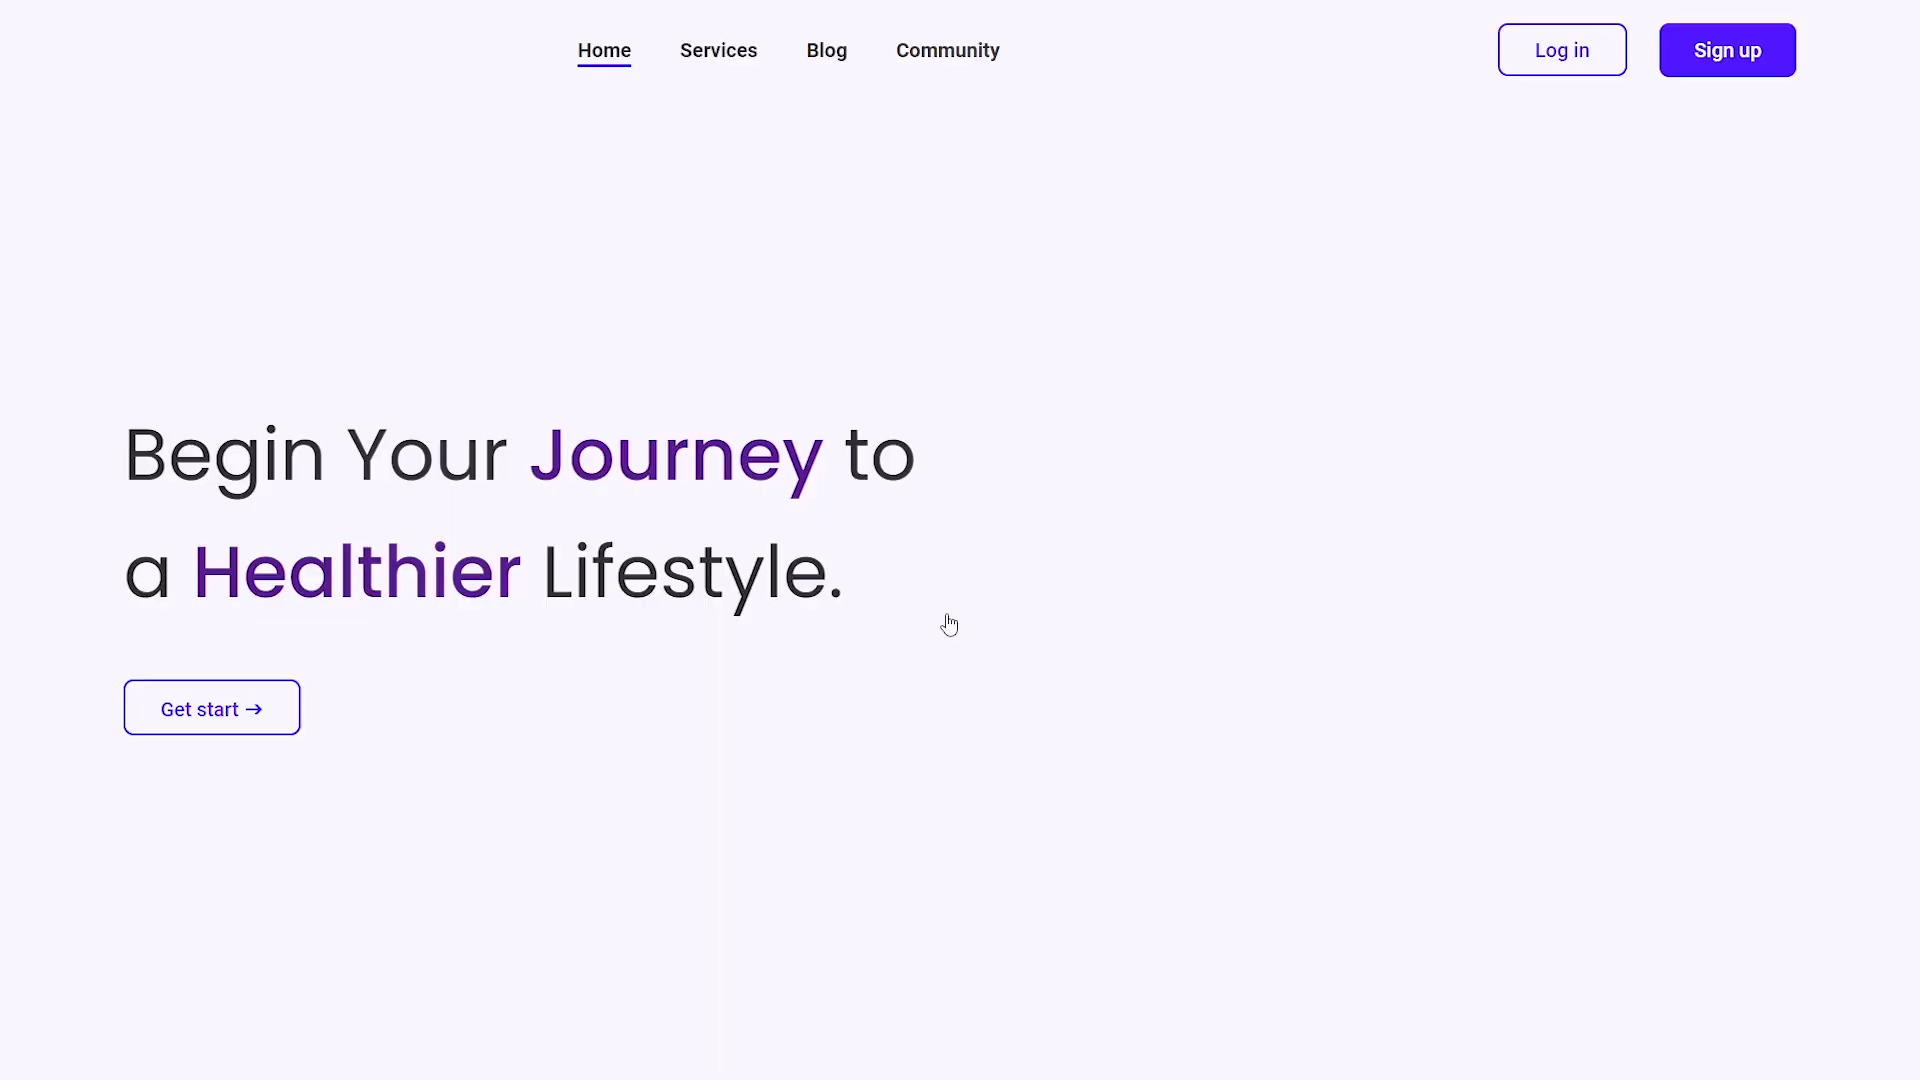 Home Services Blog Community Log in Sign up
Begin Your Journey to
a Healthier Lifestyle.
Get start →